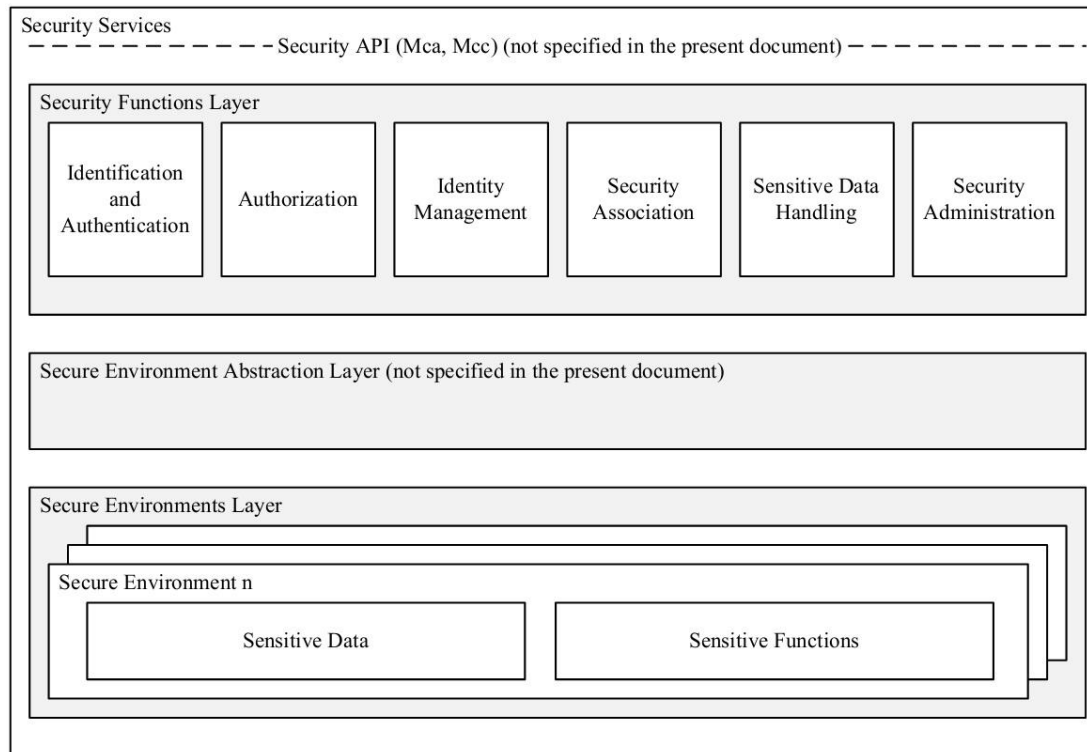 Security Services
Security API (Mca, Mcc) (not specified in the present document)
Security Functions Layer
Identification
and
Authentication
Authorization
Identity
Management
Security
Association
Sensitive Data
Handling
Security
Administration
Secure Environment Abstraction Layer (not specified in the present document)
Secure Environments Layer
Secure Environment n
Sensitive Data
Sensitive Functions